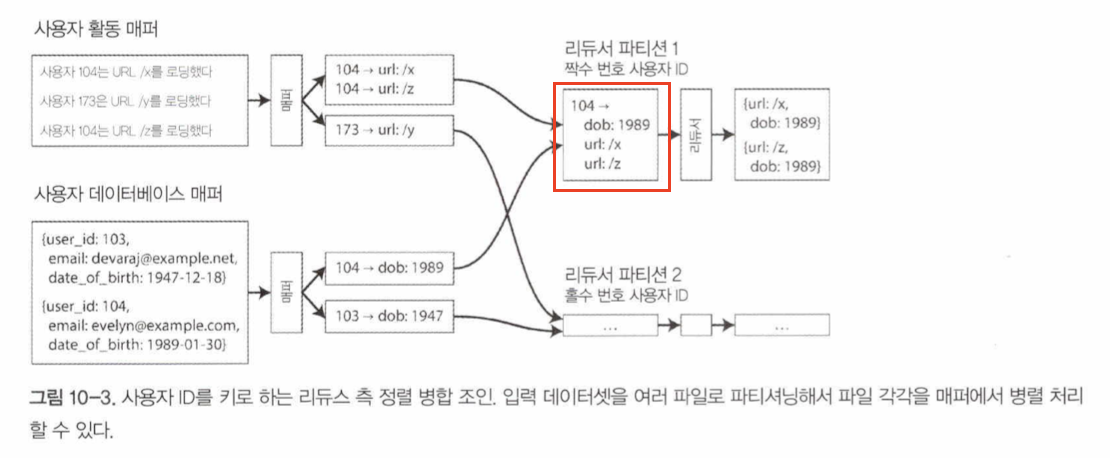 사용자 활동 매퍼
사용자 104는 URL /x를 로딩했다
사용자 173은 URL /y를 로딩했다
사용자 104는 URL /z를 로딩했다
매퍼
104 → url: /x
104 → url: /z
173 → url: /y
리듀서 파티션 1
짝수 번호 사용자 ID
104 →
dob: 1989
url: /x
url: /z
리듀서
{url: /x,
dob: 1989}
{url: /z,
dob: 1989}
사용자 데이터베이스 매퍼
{user_id: 103,
email: devaraj@example.net,
date_of_birth: 1947-12-18}
{user_id: 104,
email: evelyn@example.com,
date_of_birth: 1989-01-30}
매퍼
104 → dob: 1989
103 → dob: 1947
리듀서 파티션 2
홀수 번호 사용자 ID
...
...
그림 10-3. 사용자 ID를 키로 하는 리듀스 측 정렬 병합 조인. 입력 데이터셋을 여러 파일로 파티셔닝해서 파일 각각을 매퍼에서 병렬 처리
할 수 있다.